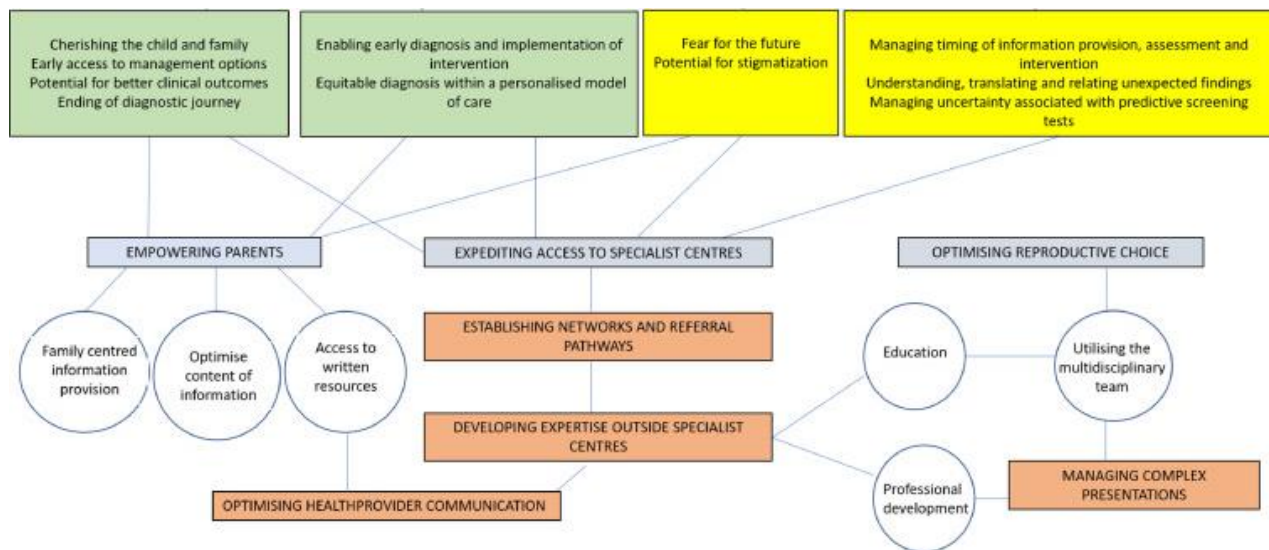 Cherishing the child and family
Early access to management options
Potential for better clinical outcomes
Ending of diagnostic journey
Enabling early diagnosis and implementation of
intervention
Equitable diagnosis within a personalised model
of care
Fear for the future
Potential for stigmatization
Managing timing of information provision, assessment and
intervention
Understanding, translating and relating unexpected findings
Managing uncertainty associated with predictive screening
tests
EMPOWERING PARENTS
EXPEDITING ACCESS TO SPECIALIST CENTRES
OPTIMISING REPRODUCTIVE CHOICE
Family centred
information
provision
Optimise
content of
information
Access to
written
resources
ESTABLISHING NETWORKS AND REFERRAL
PATHWAYS
Education
Utilising the
multidisciplinary
team
DEVELOPING EXPERTISE OUTSIDE SPECIALIST
CENTRES
OPTIMISING HEALTHPROVIDER COMMUNICATION
Professional
development
MANAGING COMPLEX
PRESENTATIONS